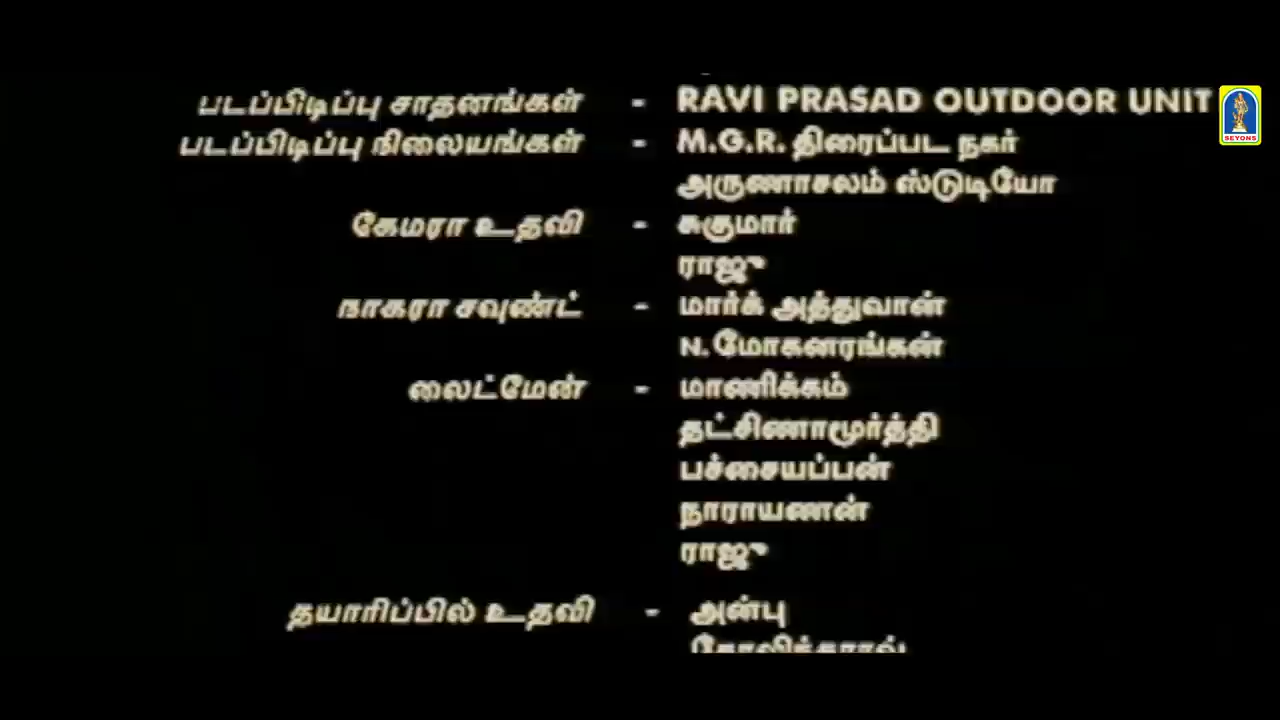 படப்பிடிப்பு சாதனங்கள் - RAVI PRASAD OUTDOOR UNIT
SEYONS
படப்பிடிப்பு நிலையங்கள் - M.G.R. திரைப்பட நகர்
அருணாசலம் ஸ்டுடியோ
கேமரா உதவி - சுகுமார்
ராஜு
நாகரா சவுண்ட் - மார்க் அத்துவான்
N. மோகனரங்கன்
லைட்மேன் - மாணிக்கம்
தட்சிணாமூர்த்தி
பச்சையப்பன்
நாராயணன்
ராஜு
தயாரிப்பில் உதவி - அன்பு